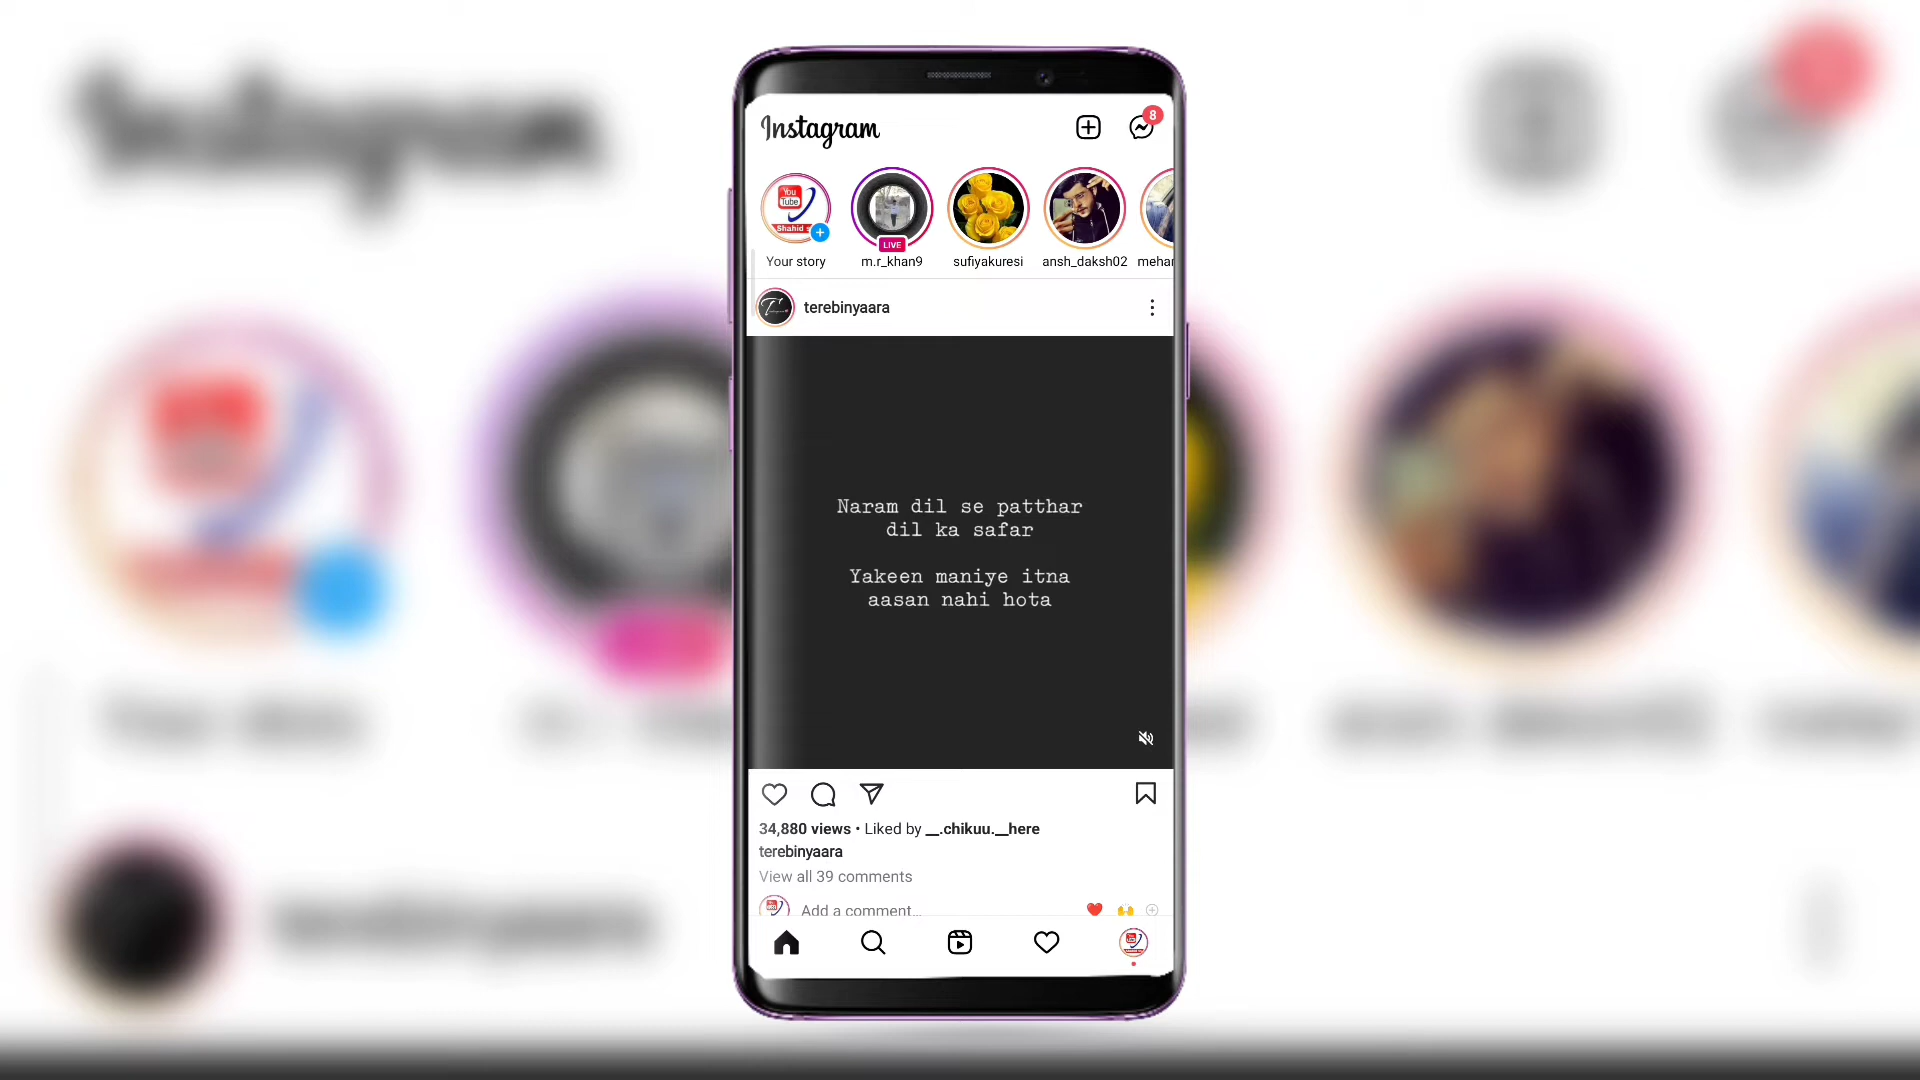 Instagram
8
You
Tube
Shahid
LIVE
Your story
m.r_khan9
sufiyakuresi
ansh_daksh02
terebinyaara
Naram dil se patthar
dil ka safar
Yakeen maniye itna
aasan nahi hota
34,880 views • Liked by __.chikuu.__here
terebinyaara
View all 39 comments
Add a comment...